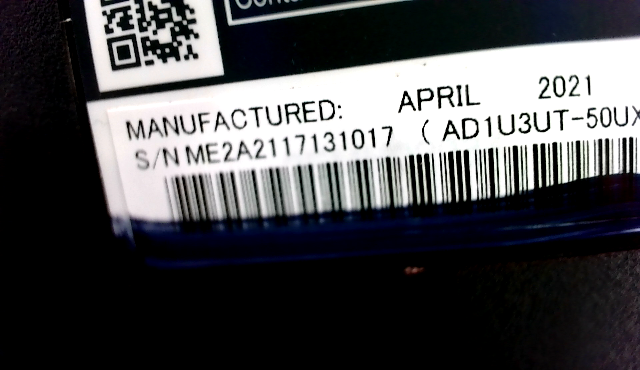 MANUFACTURED: APRIL 2021
S/N ME2A2117131017 ( AD1U3UT-50UX